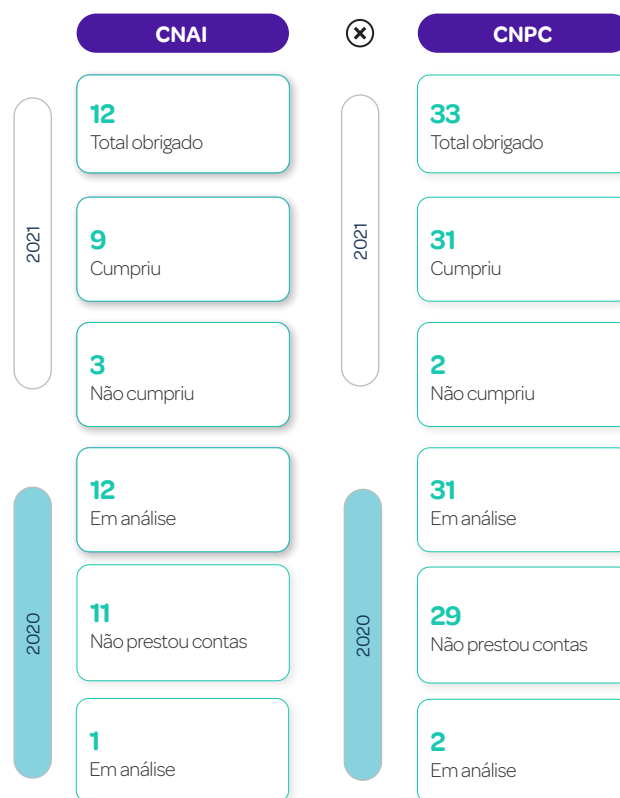 CNAI
CNPC
2021
12
Total obrigado
9
Cumpriu
3
Não cumpriu
2020
12
Em análise
11
Não prestou contas
1
Em análise
2021
33
Total obrigado
31
Cumpriu
2
Não cumpriu
2020
31
Em análise
29
Não prestou contas
2
Em análise